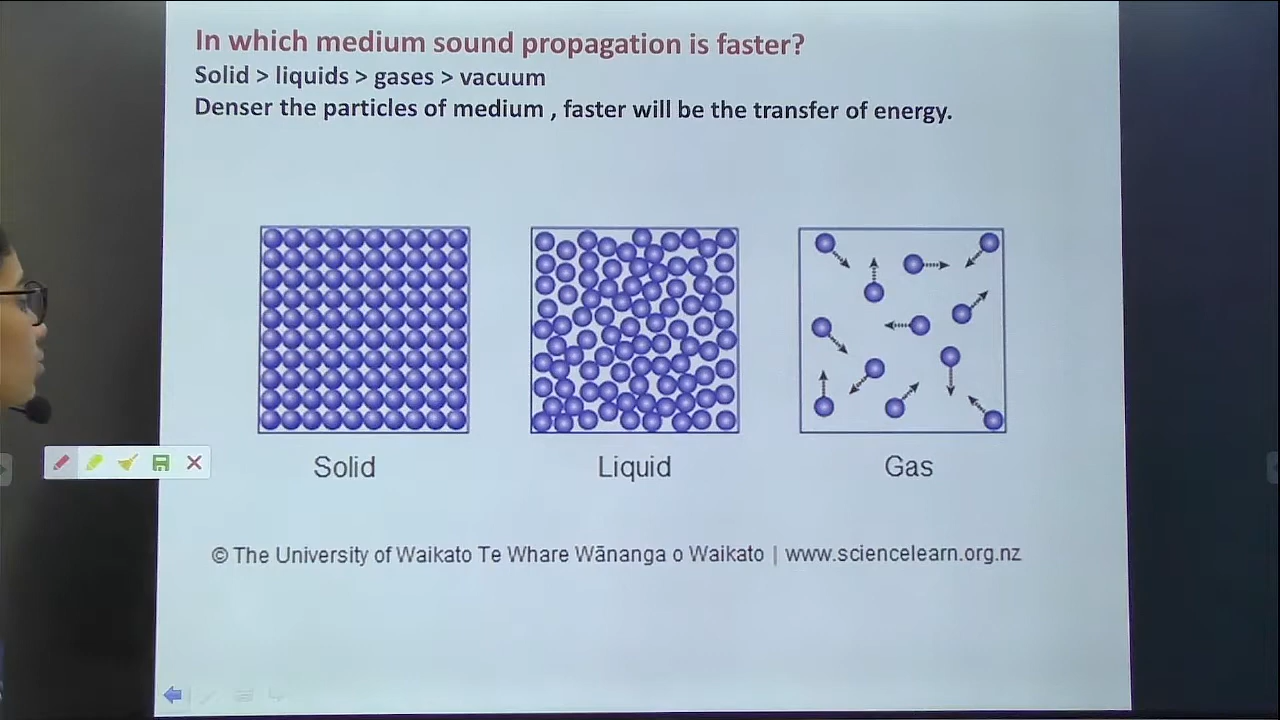 In which medium sound propagation is faster?
Solid > liquids > gases > vacuum
Denser the particles of medium , faster will be the transfer of energy.
Solid
Liquid
Gas
© The University of Waikato Te Whare Wānanga o Waikato | www.sciencelearn.org.nz